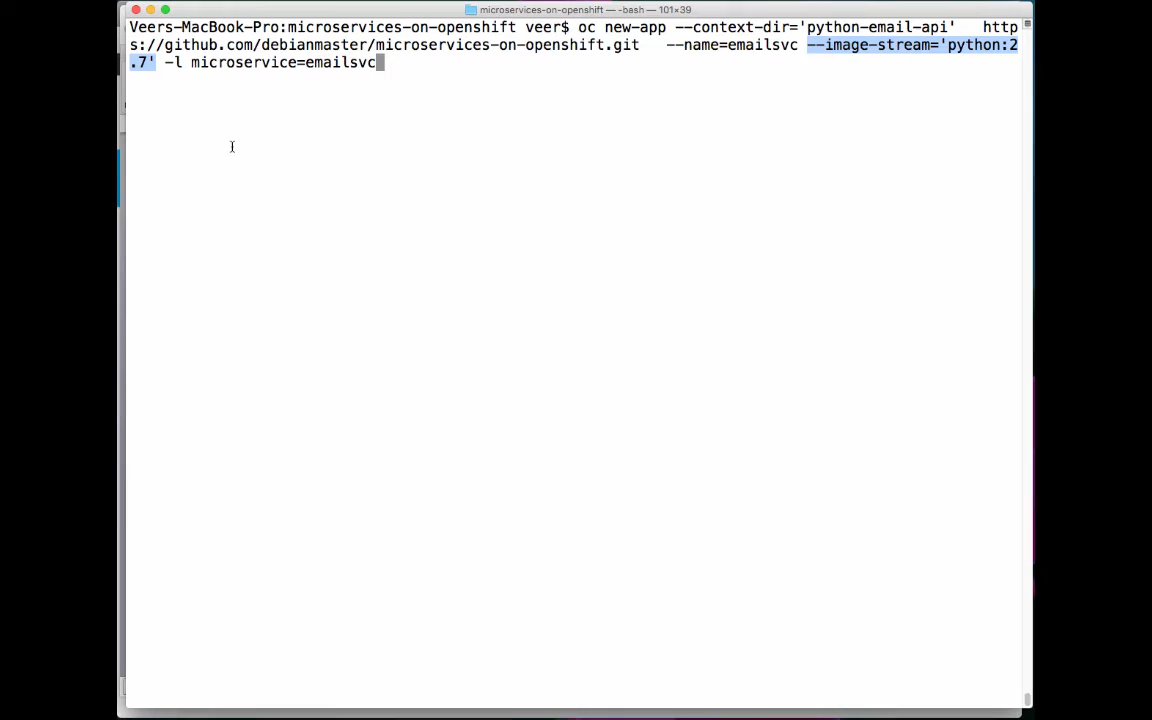 microservices-on-openshift — -bash — 101×39
Veers-MacBook-Pro:microservices-on-openshift veer$ oc new-app --context-dir='python-email-api'   http
s://github.com/debianmaster/microservices-on-openshift.git   --name=emailsvc --image-stream='python:2
.7' -l microservice=emailsvc